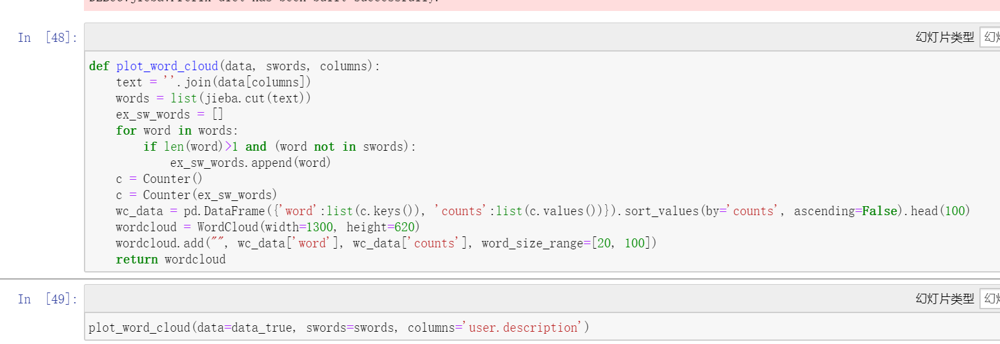 In [48]:
幻灯片类型
def plot_word_cloud(data, swords, columns):
    text = ''.join(data[columns])
    words = list(jieba.cut(text))
    ex_sw_words = []
    for word in words:
        if len(word)>1 and (word not in swords):
            ex_sw_words.append(word)
    c = Counter()
    c = Counter(ex_sw_words)
    wc_data = pd.DataFrame({'word':list(c.keys()), 'counts':list(c.values())}).sort_values(by='counts', ascending=False).head(100)
    wordcloud = WordCloud(width=1300, height=620)
    wordcloud.add("", wc_data['word'], wc_data['counts'], word_size_range=[20, 100])
    return wordcloud
In [49]:
幻灯片类型
plot_word_cloud(data=data_true, swords=swords, columns='user.description')